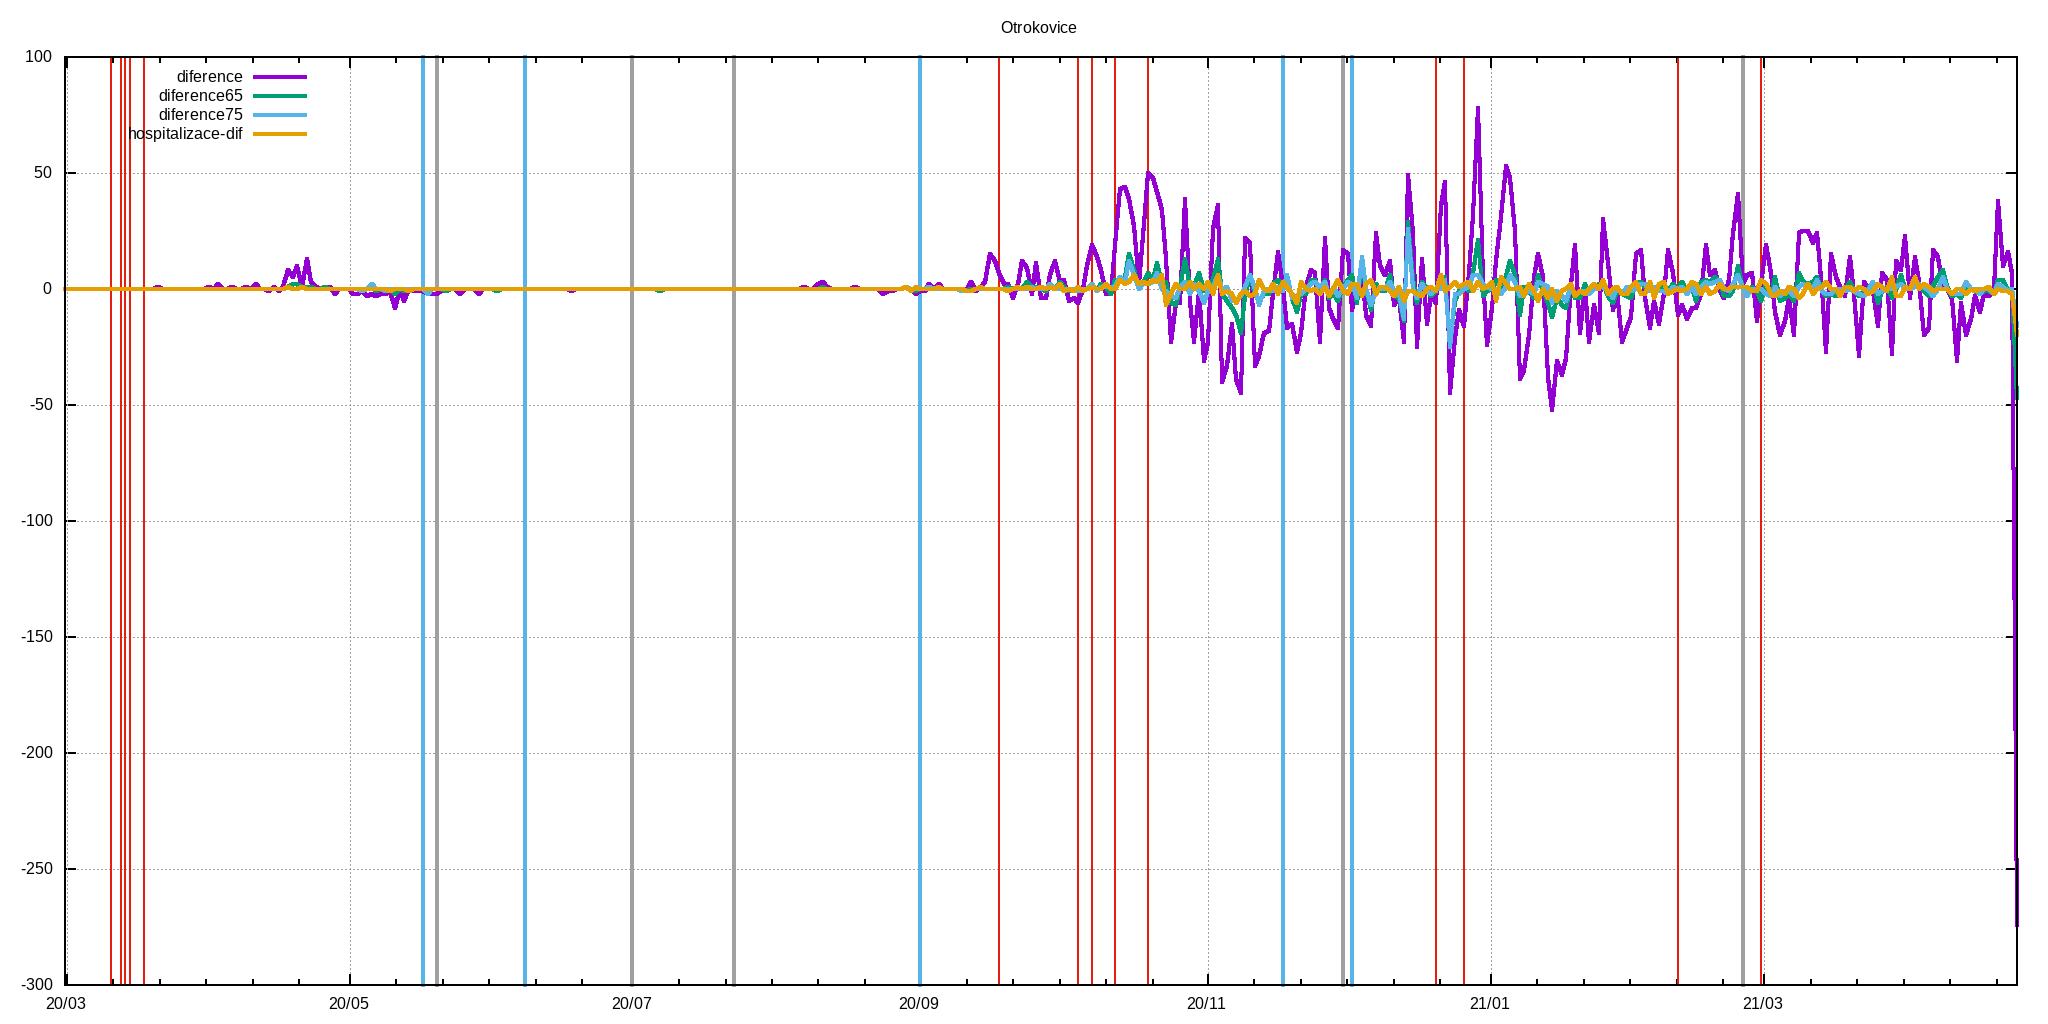 Otrokovice
100
50
0
-50
-100
-150
-200
-250
-300
diference
diference65
diference75
hospitalizace-dif
20/03 20/05 20/07 20/09 20/11 21/01 21/03